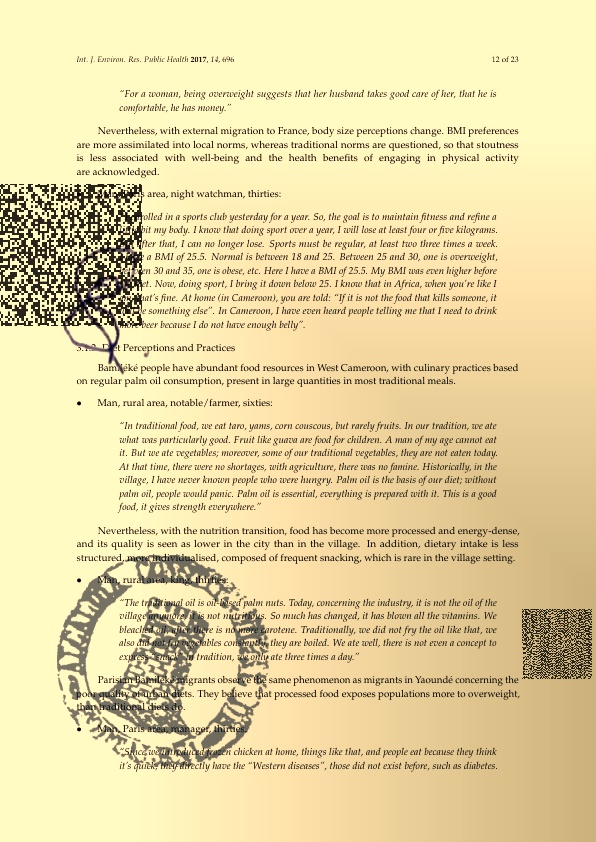 Int. J. Environ. Res. Public Health 2017, 14, 696
12 of 23
“For a woman, being overweight suggests that her husband takes good care of her, that he is
comfortable, he has money.”
Nevertheless, with external migration to France, body size perceptions change. BMI preferences
are more assimilated into local norms, whereas traditional norms are questioned, so that stoutness
is less associated with well-being and the health benefits of engaging in physical activity
are acknowledged.
area, night watchman, thirties:
in a sports club yesterday for a year. So, the goal is to maintain fitness and refine a
bit my body. I know that doing sport over a year, I will lose at least four or five kilograms.
after that, I can no longer lose. Sports must be regular, at least two three times a week.
a BMI of 25.5. Normal is between 18 and 25. Between 25 and 30, one is overweight,
30 and 35, one is obese, etc. Here I have a BMI of 25.5. My BMI was even higher before
Now, doing sport, I bring it down below 25. I know that in Africa, when you’re like I
that’s fine. At home (in Cameroon), you are told: “If it is not the food that kills someone, it
be something else”. In Cameroon, I have even heard people telling me that I need to drink
more beer because I do not have enough belly”.
Diet Perceptions and Practices
Bamiléké people have abundant food resources in West Cameroon, with culinary practices based
on regular palm oil consumption, present in large quantities in most traditional meals.
• Man, rural area, notable/farmer, sixties:
“In traditional food, we eat taro, yams, corn couscous, but rarely fruits. In our tradition, we ate
what was particularly good. Fruit like guava are food for children. A man of my age cannot eat
it. But we ate vegetables; moreover, some of our traditional vegetables, they are not eaten today.
At that time, there were no shortages, with agriculture, there was no famine. Historically, in the
village, I have never known people who were hungry. Palm oil is the basis of our diet; without
palm oil, people would panic. Palm oil is essential, everything is prepared with it. This is a good
food, it gives strength everywhere.”
Nevertheless, with the nutrition transition, food has become more processed and energy-dense,
and its quality is seen as lower in the city than in the village. In addition, dietary intake is less
structured, more individualised, composed of frequent snacking, which is rare in the village setting.
• Man, rural area, king, thirties:
“The traditional oil is oil-based palm nuts. Today, concerning the industry, it is not the oil of the
village anymore, it is not nutritious. So much has changed, it has blown all the vitamins. We
bleached oil, after there is no more carotene. Traditionally, we did not fry the oil like that, we
also did not fry vegetables constantly, they are boiled. We ate well, there is not even a concept to
express “snack” in tradition, we only ate three times a day.”
Parisian Bamiléké migrants observe the same phenomenon as migrants in Yaoundé concerning the
poor quality of urban diets. They believe that processed food exposes populations more to overweight,
than traditional diets do.
• Man, Paris area, manager, thirties:
“Since we introduced frozen chicken at home, things like that, and people eat because they think
it’s quick, they directly have the “Western diseases”, those did not exist before, such as diabetes.